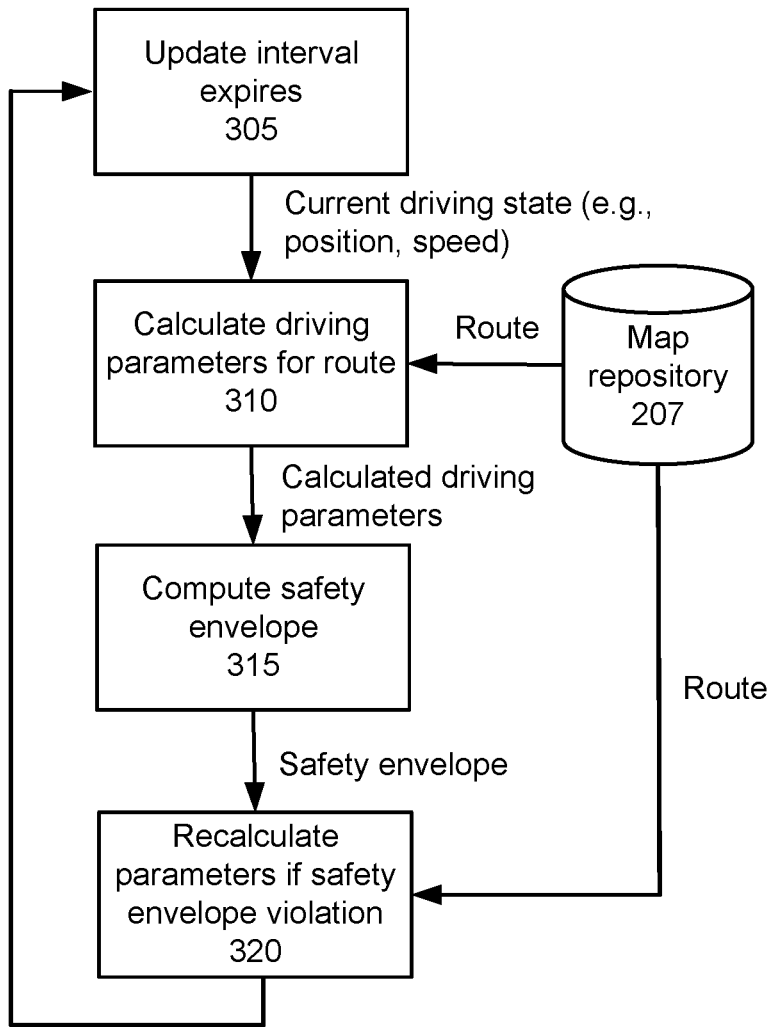 Update interval
expires
305
Current driving state (e.g.,
position, speed)
Calculate driving
parameters for route
310
Route
Map
repository
207
Calculated driving
parameters
Compute safety
envelope
315
Route
Safety envelope
Recalculate
parameters if safety
envelope violation
320